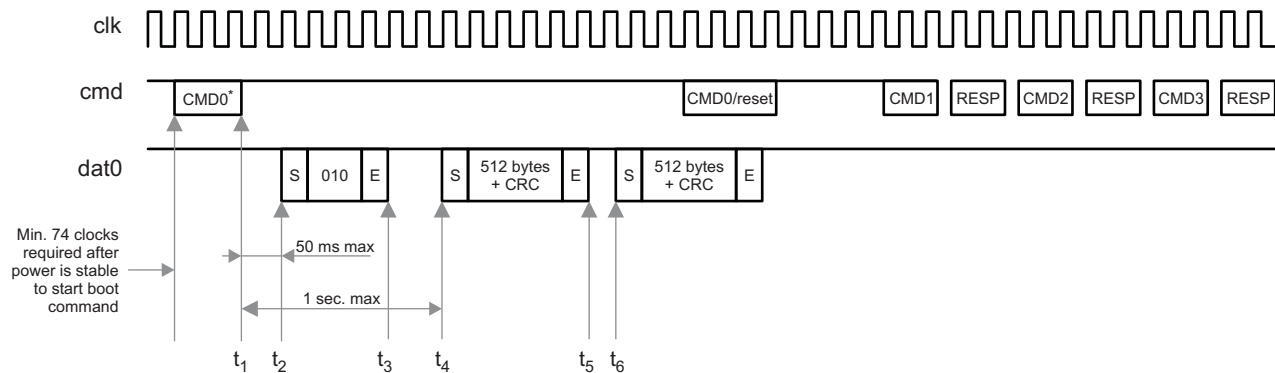 clk
cmd
CMD0*
CMD0/reset
CMD1
RESP
CMD2
RESP
CMD3
RESP
dat0
S
010
E
S
512 bytes
+ CRC
E
S
512 bytes
+ CRC
E
Min. 74 clocks
required after
power is stable
to start boot
command
50 ms max
1 sec. max
t1
t2
t3
t4
t5
t6